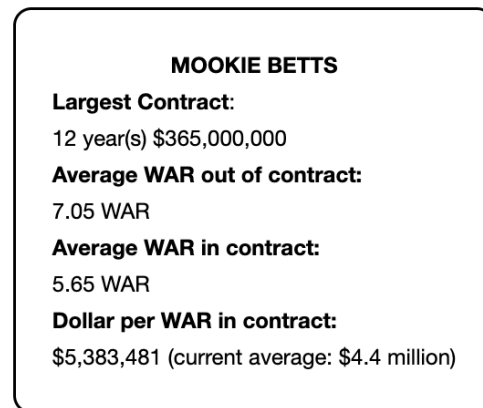 MOOKIE BETTS
Largest Contract:
12 year(s) $365,000,000
Average WAR out of contract:
7.05 WAR
Average WAR in contract:
5.65 WAR
Dollar per WAR in contract:
$5,383,481 (current average: $4.4 million)